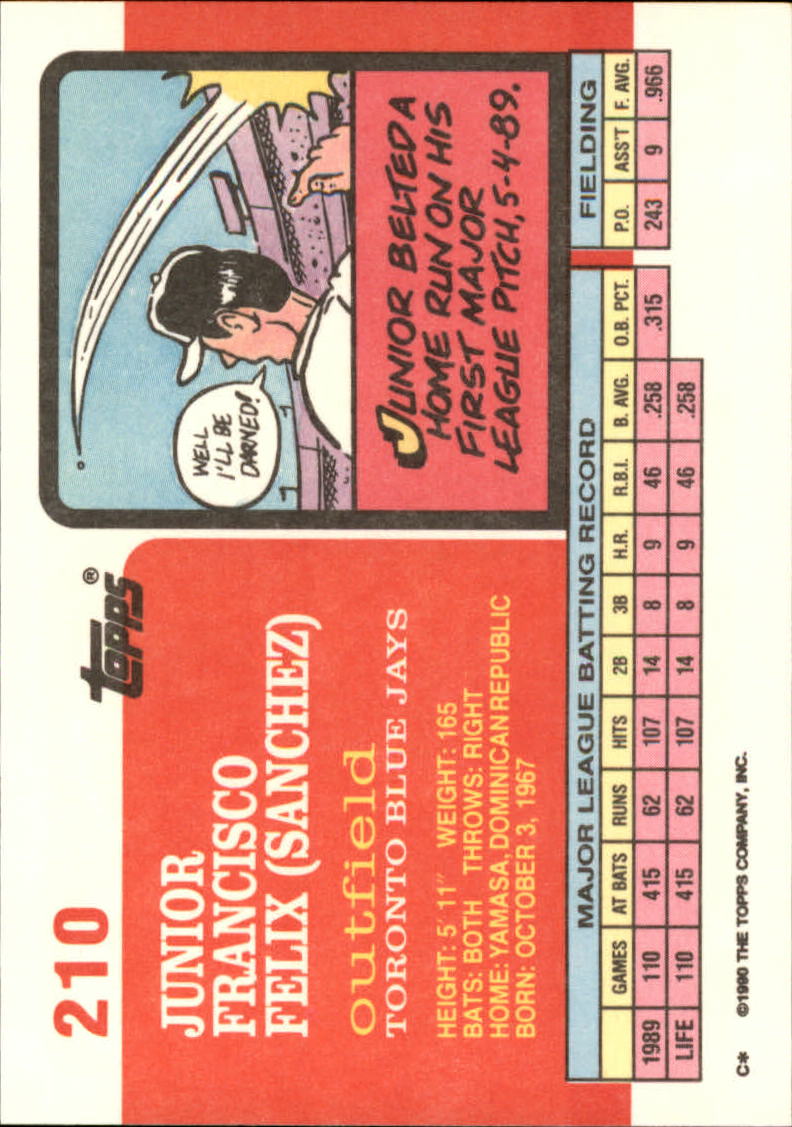 210
topps®
JUNIOR
FRANCISCO
FELIX (SANCHEZ)
outfield
TORONTO BLUE JAYS
HEIGHT: 5' 11" WEIGHT: 165
BATS: BOTH THROWS: RIGHT
HOME: YAMASA, DOMINICAN REPUBLIC
BORN: OCTOBER 3, 1967
WELL
I'LL BE
DARNED!
JUNIOR BELTED A
HOME RUN ON HIS
FIRST MAJOR
LEAGUE PITCH, 5-4-89.
MAJOR LEAGUE BATTING RECORD FIELDING
GAMES AT BATS RUNS HITS 2B 3B H.R. R.B.I. B. AVG. O.B. PCT. P.O. ASS'T F. AVG.
1989 110 415 62 107 14 8 9 46 .258 .315 243 9 .966
LIFE 110 415 62 107 14 8 9 46 .258
C* ©1990 THE TOPPS COMPANY, INC.